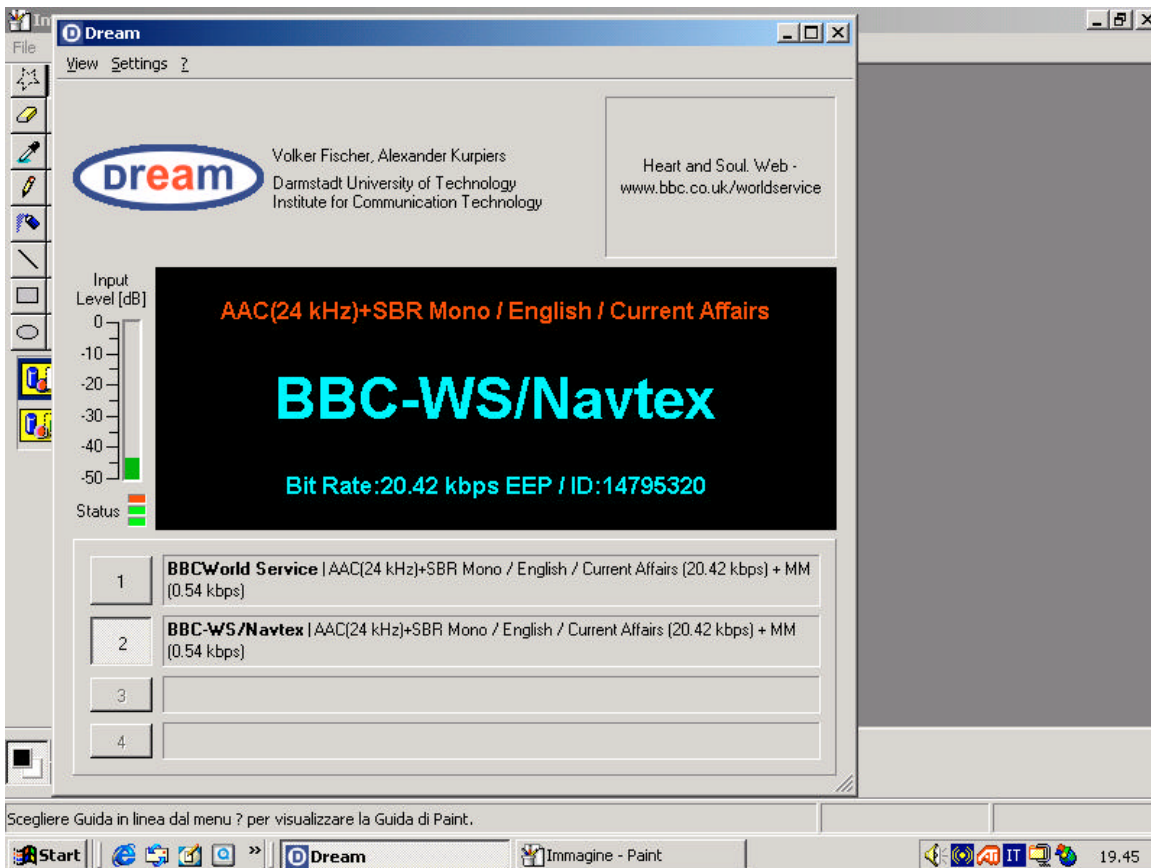 In
Dream
File
View Settings ?
Dream
Volker Fischer, Alexander Kurpiers
Darmstadt University of Technology
Institute for Communication Technology
Heart and Soul. Web -
www.bbc.co.uk/worldservice
Input
Level [dB]
0
-10
-20
-30
-40
-50
Status
AAC(24 kHz)+SBR Mono / English / Current Affairs
BBC-WS/Navtex
Bit Rate:20.42 kbps EEP / ID:14795320
1
BBCWorld Service | AAC(24 kHz)+SBR Mono / English / Current Affairs (20.42 kbps) + MM
(0.54 kbps)
2
BBC-WS/Navtex | AAC(24 kHz)+SBR Mono / English / Current Affairs (20.42 kbps) + MM
(0.54 kbps)
3
4
Scegliere Guida in linea dal menu ? per visualizzare la Guida di Paint.
Start
»
Dream
Immagine - Paint
IT
19.45